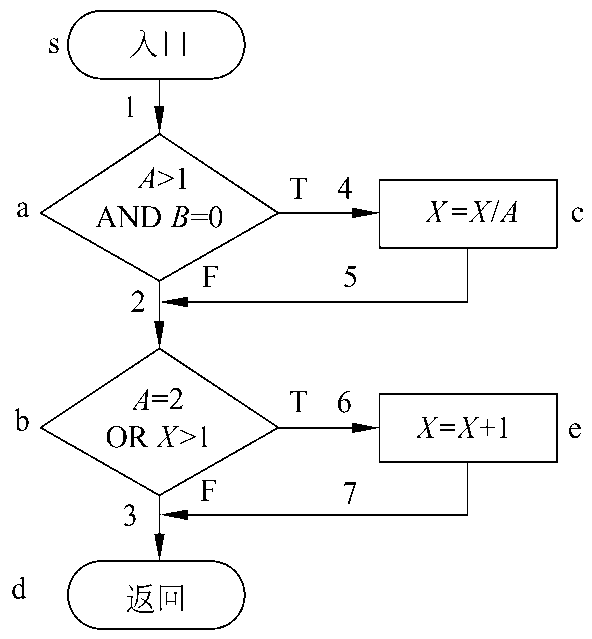 s
入口
1
a
A>1
AND B=0
T
4
X=X/A
c
F
5
2
b
A=2
OR X>1
T
6
X=X+1
e
F
7
3
d
返回